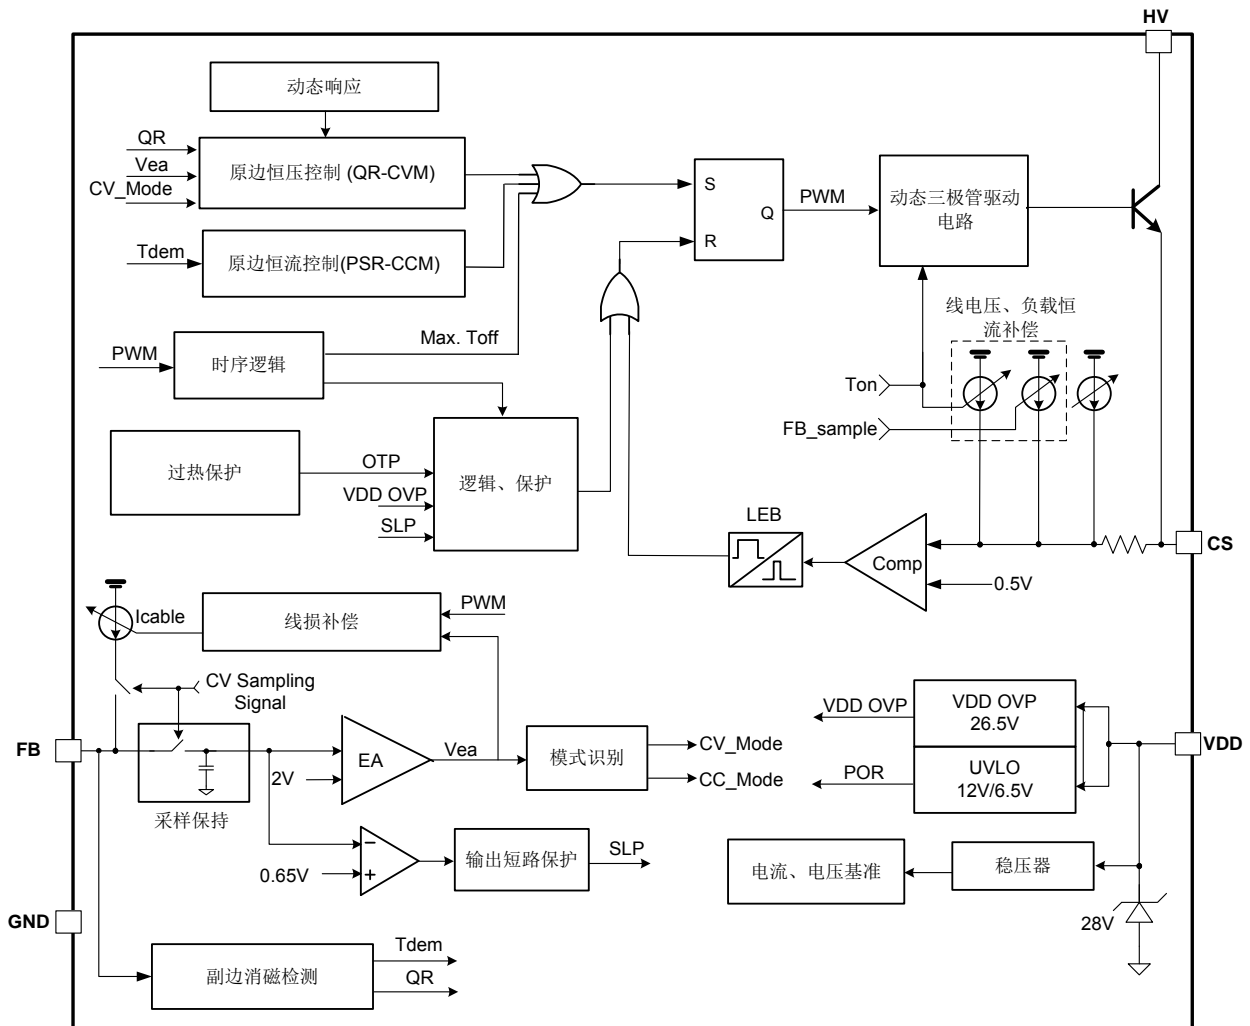 HV
动态响应
QR
Vea
CV_Mode
原边恒压控制 (QR-CVM)
S
R
Q
PWM
动态三极管驱动
电路
Tdem
原边恒流控制(PSR-CCM)
线电压、负载恒
流补偿
Max. Toff
PWM
时序逻辑
Ton
FB_sample
过热保护
OTP
VDD OVP
SLP
逻辑、保护
LEB
Comp
CS
0.5V
Icable
线损补偿
PWM
CV Sampling
Signal
FB
EA
2V
Vea
模式识别
CV_Mode
CC_Mode
VDD OVP
VDD OVP
26.5V
VDD
POR
UVLO
12V/6.5V
采样保持
0.65V
−
+
输出短路保护
SLP
电流、电压基准
稳压器
28V
GND
副边消磁检测
Tdem
QR